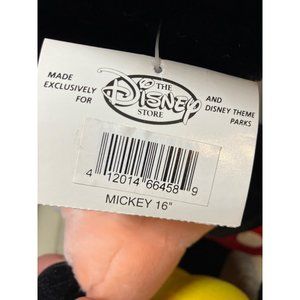 THE
MADE
EXCLUSIVELY
FOR
Disney
STORE
AND
DISNEY THEME
PARKS
4 12014 66458 9
MICKEY 16"